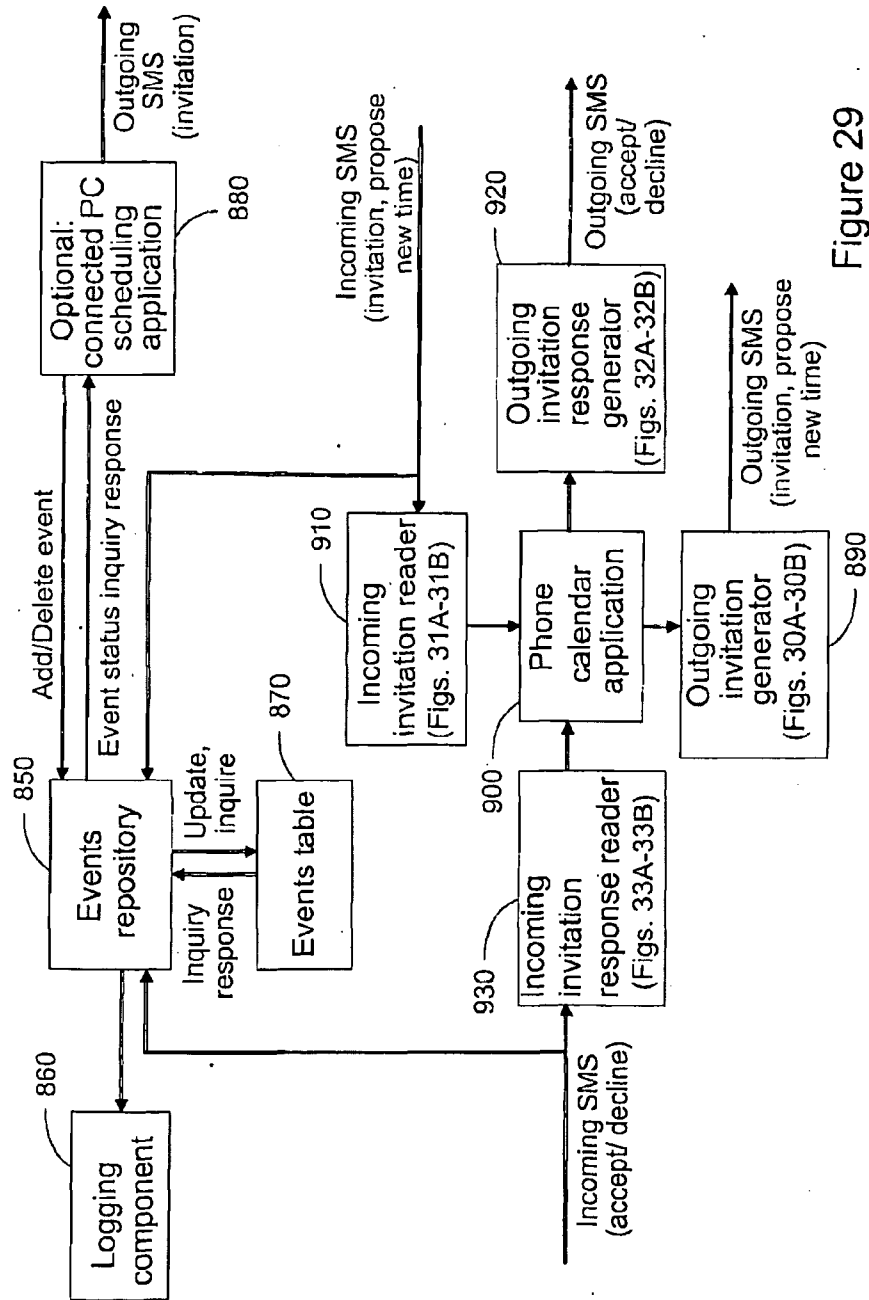 860
Logging
component
850
Events
repository
Add/Delete event
Event status inquiry response
Optional:
connected PC
scheduling
application
880
Outgoing
SMS
(invitation)
Inquiry
response
Update,
inquire
870
Events table
Incoming SMS
(invitation, propose
new time)
910
Incoming
invitation reader
(Figs. 31A-31B)
Incoming SMS
(accept/ decline)
930
Incoming
invitation
response reader
(Figs. 33A-33B)
900
Phone
calendar
application
920
Outgoing
invitation
response
generator
(Figs. 32A-32B)
Outgoing SMS
(accept/
decline)
Outgoing
invitation
generator
(Figs. 30A-30B)
890
Outgoing SMS
(invitation, propose
new time)
Figure 29